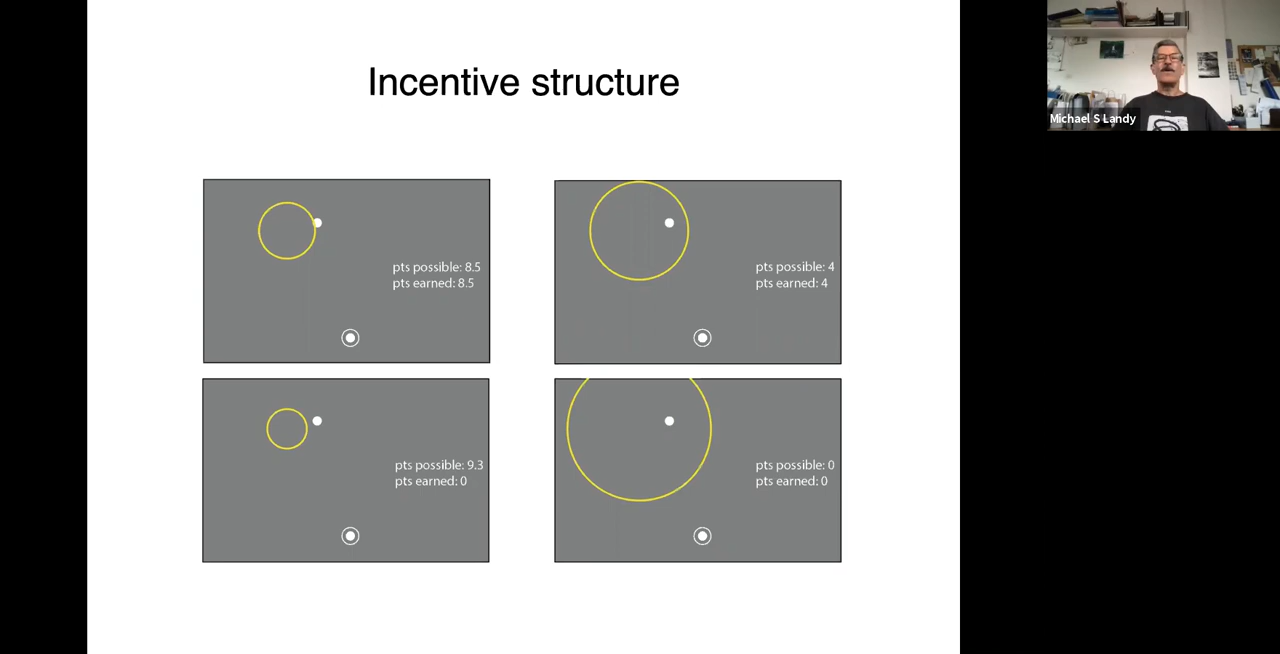 Incentive structure
pts possible: 8.5
pts earned: 8.5
pts possible: 4
pts earned: 4
pts possible: 9.3
pts earned: 0
pts possible: 0
pts earned: 0
Michael S Landy